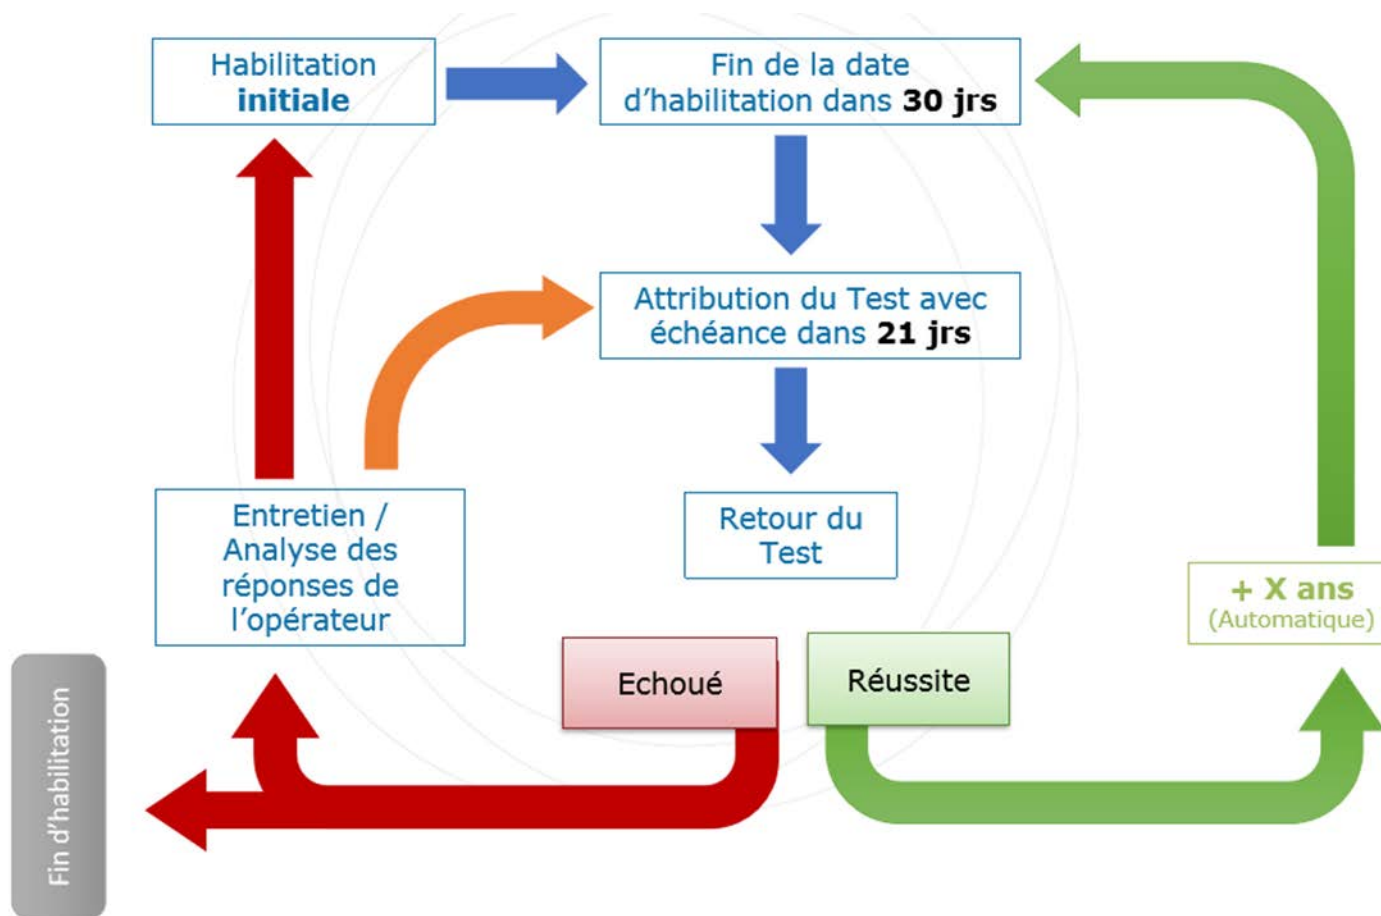 Habilitation
initiale
Fin de la date
d'habilitation dans 30 jrs
Attribution du Test avec
échéance dans 21 jrs
Entretien /
Analyse des
réponses de
l'opérateur
Retour du
Test
+ X ans
(Automatique)
Echoué
Réussite
Fin d'habilitation